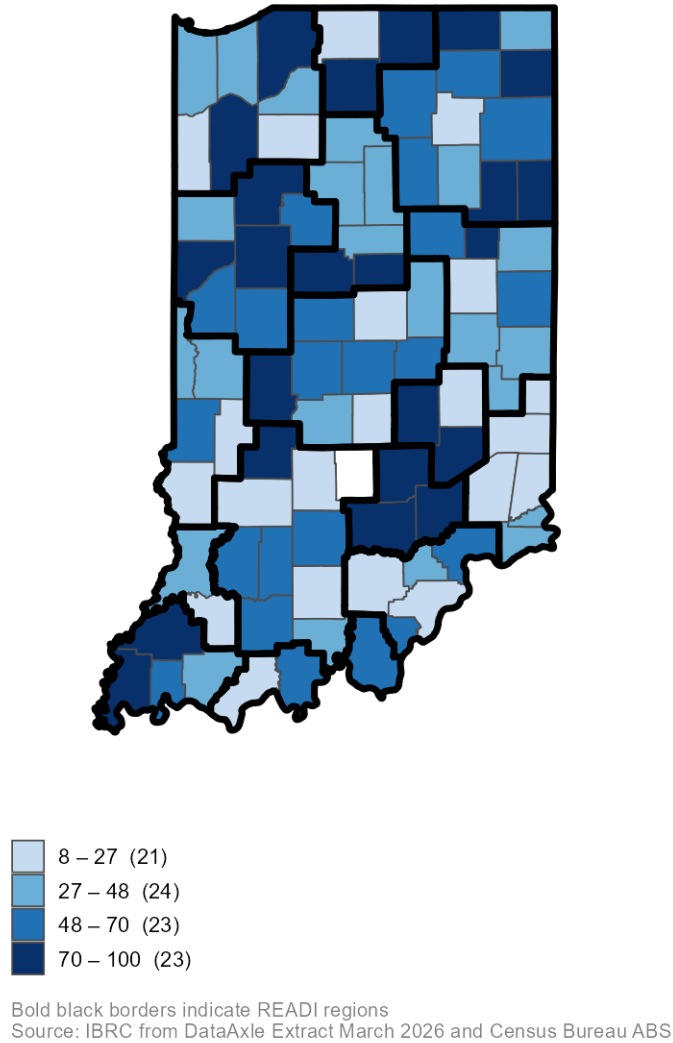 8 – 27 (21)
27 – 48 (24)
48 – 70 (23)
70 – 100 (23)
Bold black borders indicate READI regions
Source: IBRC from DataAxle Extract March 2026 and Census Bureau ABS